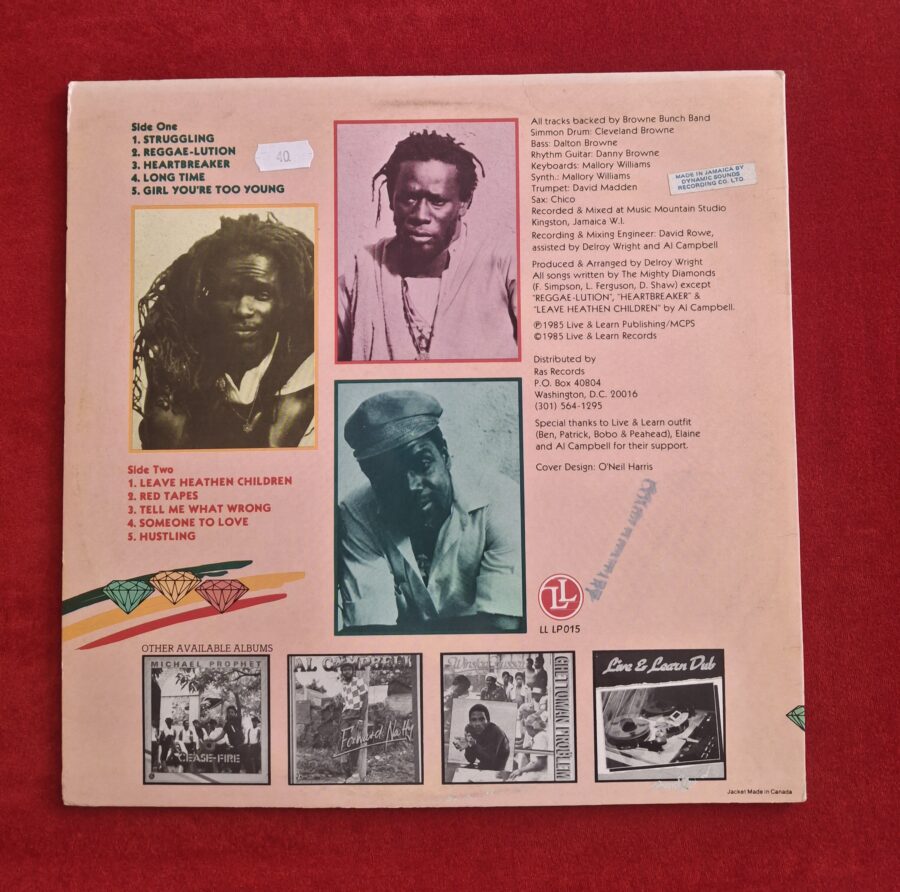 Side One
1. STRUGGLING
2. REGGAE-LUTION
3. HEARTBREAKER
4. LONG TIME
5. GIRL YOU'RE TOO YOUNG
40
Side Two
1. LEAVE HEATHEN CHILDREN
2. RED TAPES
3. TELL ME WHAT WRONG
4. SOMEONE TO LOVE
5. HUSTLING
All tracks backed by Browne Bunch Band
Simmon Drum: Cleveland Browne
Bass: Dalton Browne
Rhythm Guitar: Danny Browne
Keyboards: Mallory Williams
Synth.: Mallory Williams
Trumpet: David Madden
Sax: Chico
Recorded & Mixed at Music Mountain Studio
Kingston, Jamaica W.I.
Recording & Mixing Engineer: David Rowe,
assisted by Delroy Wright and Al Campbell
Produced & Arranged by Delroy Wright
All songs written by The Mighty Diamonds
(F. Simpson, L. Ferguson, D. Shaw) except
"REGGAE-LUTION", "HEARTBREAKER" &
"LEAVE HEATHEN CHILDREN" by Al Campbell.
℗1985 Live & Learn Publishing/MCPS
©1985 Live & Learn Records
Distributed by
Ras Records
P.O. Box 40804
Washington, D.C. 20016
(301) 564-1295
Special thanks to Live & Learn outfit
(Ben, Patrick, Bobo & Peahead), Elaine
and Al Campbell for their support.
Cover Design: O'Neil Harris
MADE IN JAMAICA BY
DYNAMIC SOUNDS
RECORDING CO. LTD.
LL
LL LP015
OTHER AVAILABLE ALBUMS
MICHAEL PROPHET
CEASE-FIRE
AL CAMPBELL
Forward Natty
Winston
GHETTOMAN PROBLEM
Live & Learn Dub
Jacket Made in Canada